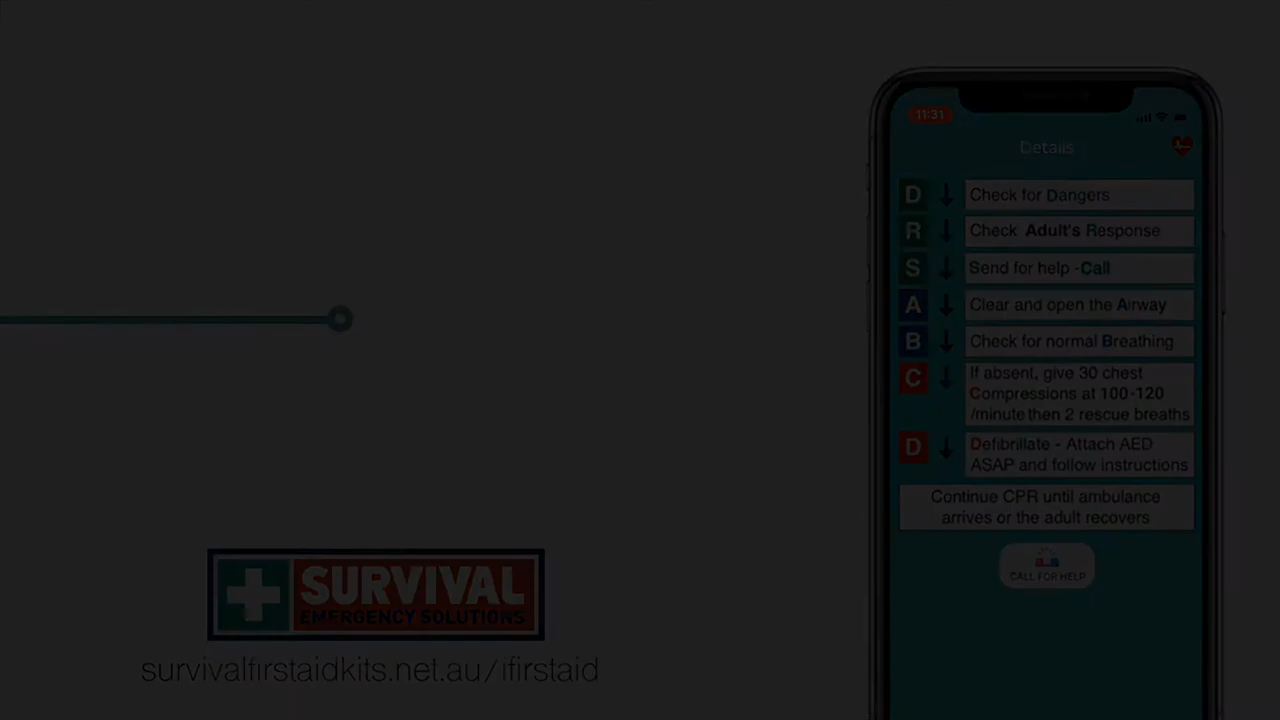 11:31
Details
D Check for Dangers
R Check Adult's Response
S Send for help -Call
A Clear and open the Airway
B Check for normal Breathing
C If absent, give 30 chest
Compressions at 100-120
/minute then 2 rescue breaths
D Defibrillate - Attach AED
ASAP and follow instructions
Continue CPR until ambulance
arrives or the adult recovers
CALL FOR HELP
SURVIVAL
EMERGENCY SOLUTIONS
survivalfirstaidkits.net.au/ifirstaid